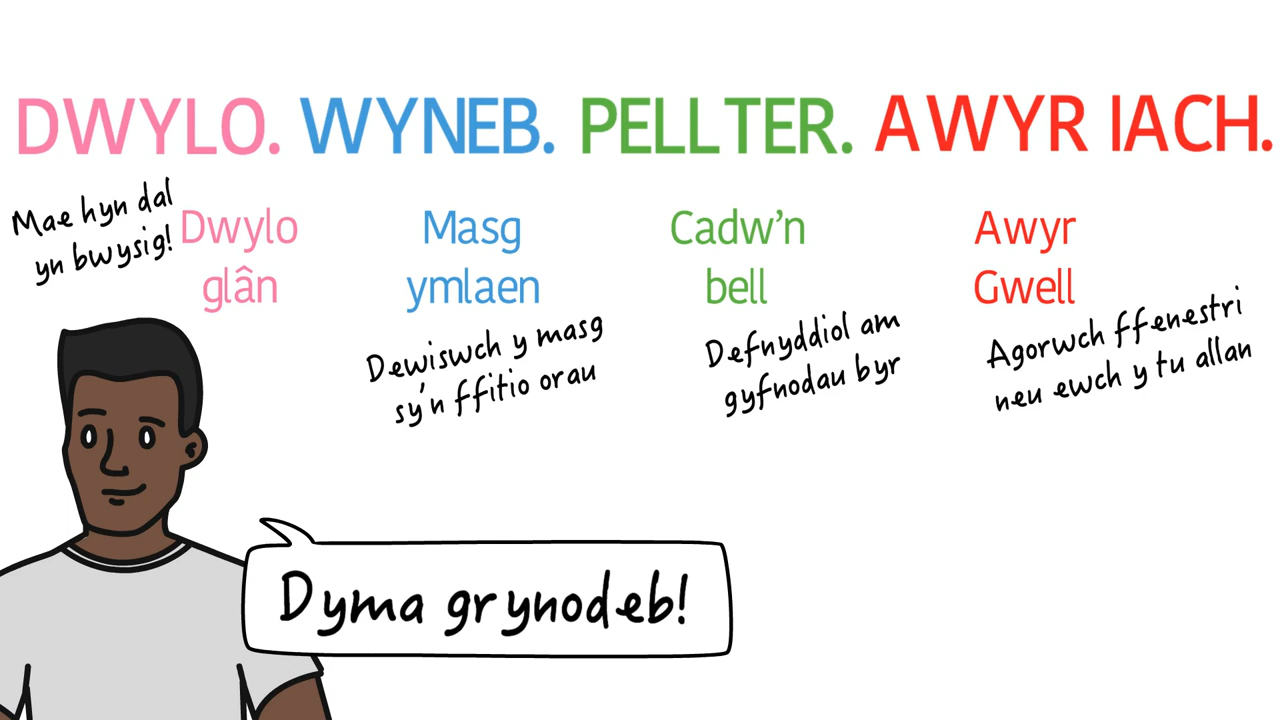 DWYLO. WYNEB. PELLTER. AWYR IACH.
Mae hyn dal
yn bwysig!
Dwylo
glân
Masg
ymlaen
Dewiswch y masg
sy'n ffitio orau
Cadw’n
bell
Defnyddiol am
gyfnodau byr
Awyr
Gwell
Agorwch ffenestri
neu ewch y tu allan
Dyma grynodeb!